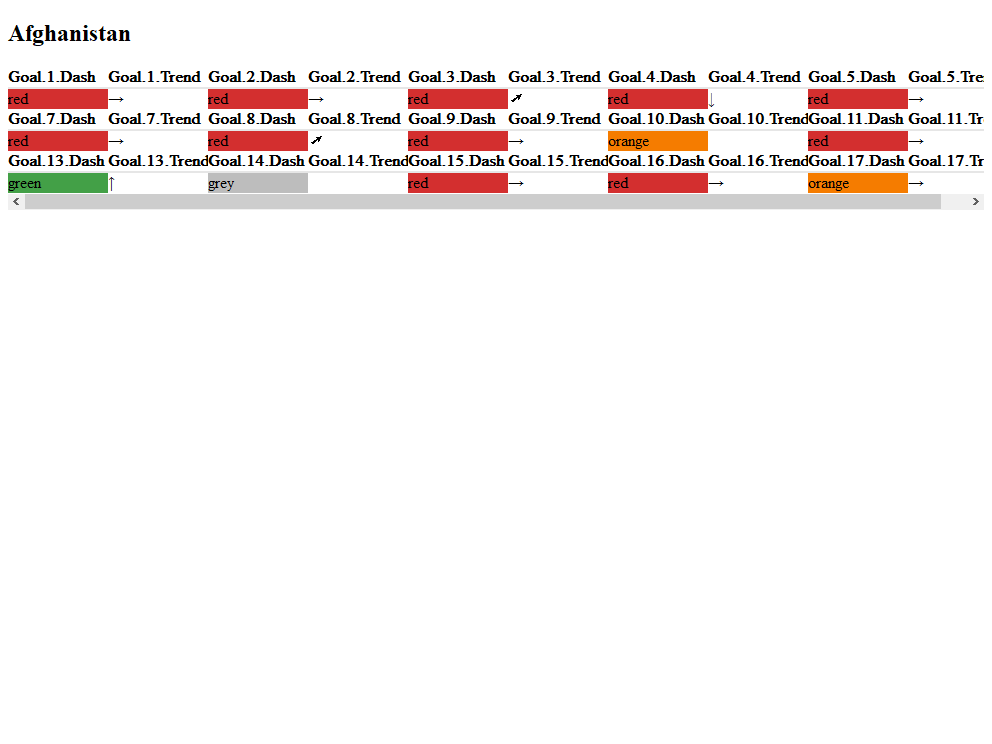 Afghanistan
Goal.1.Dash Goal.1.Trend Goal.2.Dash Goal.2.Trend Goal.3.Dash Goal.3.Trend Goal.4.Dash Goal.4.Trend Goal.5.Dash Goal.5.Tre
red → red → red ➚ red ↓ red →
Goal.7.Dash Goal.7.Trend Goal.8.Dash Goal.8.Trend Goal.9.Dash Goal.9.Trend Goal.10.Dash Goal.10.Trend Goal.11.Dash Goal.11.Tr
red → red ➚ red → orange red →
Goal.13.Dash Goal.13.Trend Goal.14.Dash Goal.14.Trend Goal.15.Dash Goal.15.Trend Goal.16.Dash Goal.16.Trend Goal.17.Dash Goal.17.Tr
green ↑ grey red → red → orange →